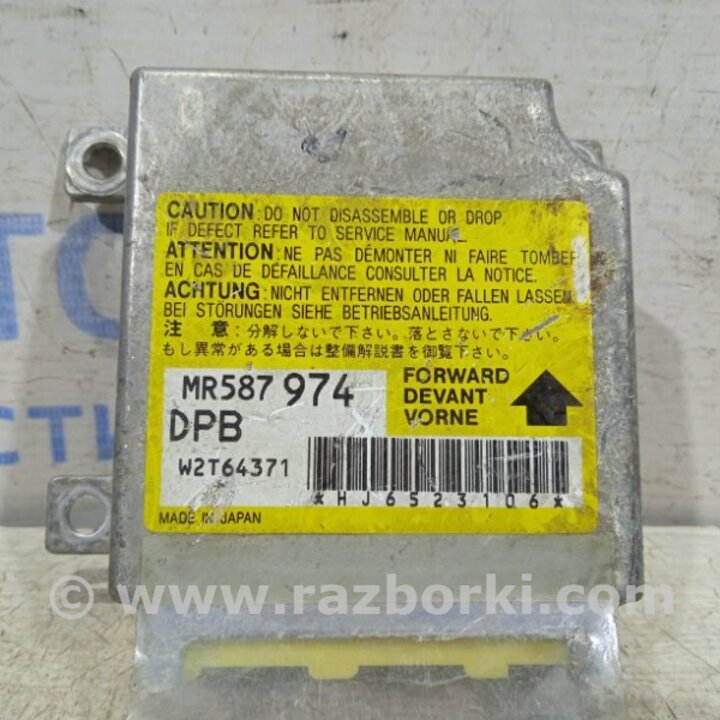 CAUTION: DO NOT DISASSEMBLE OR DROP.
IF DEFECT REFER TO SERVICE MANUAL
ATTENTION: NE PAS DÉMONTER NI FAIRE TOMBER
EN CAS DE DÉFAILLANCE CONSULTER LA NOTICE.
ACHTUNG: NICHT ENTFERNEN ODER FALLEN LASSEN
BEI STÖRUNGEN SIEHE BETRIEBSANLEITUNG.
注 意:分解しないで下さい。落とさないで下さい。
もし異常がある場合は整備解説書を御覧下さい。
MR587 974
DPB
W2T64371
FORWARD
DEVANT
VORNE
*HJ6523106*
MADE IN JAPAN
© www.razborki.com